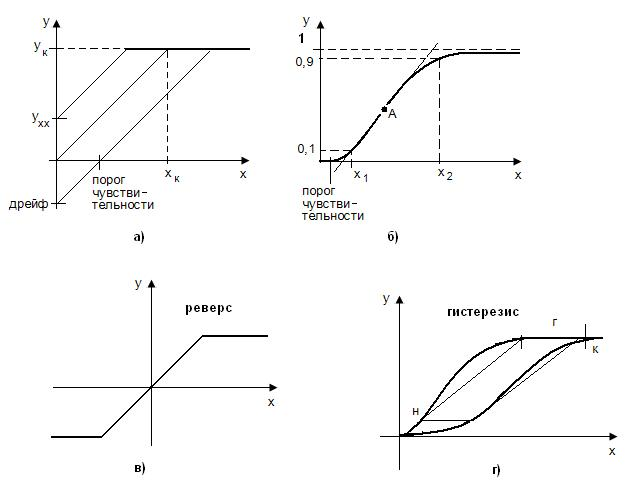 y
y к
y хх
дрейф
порог
чувстви-
тельности
x к
x
а)
y
1
0,9
0,1
A
порог
чувстви-
тельности
x 1
x 2
x
б)
y
реверс
x
в)
y
гистерезис
г
к
н
x
г)